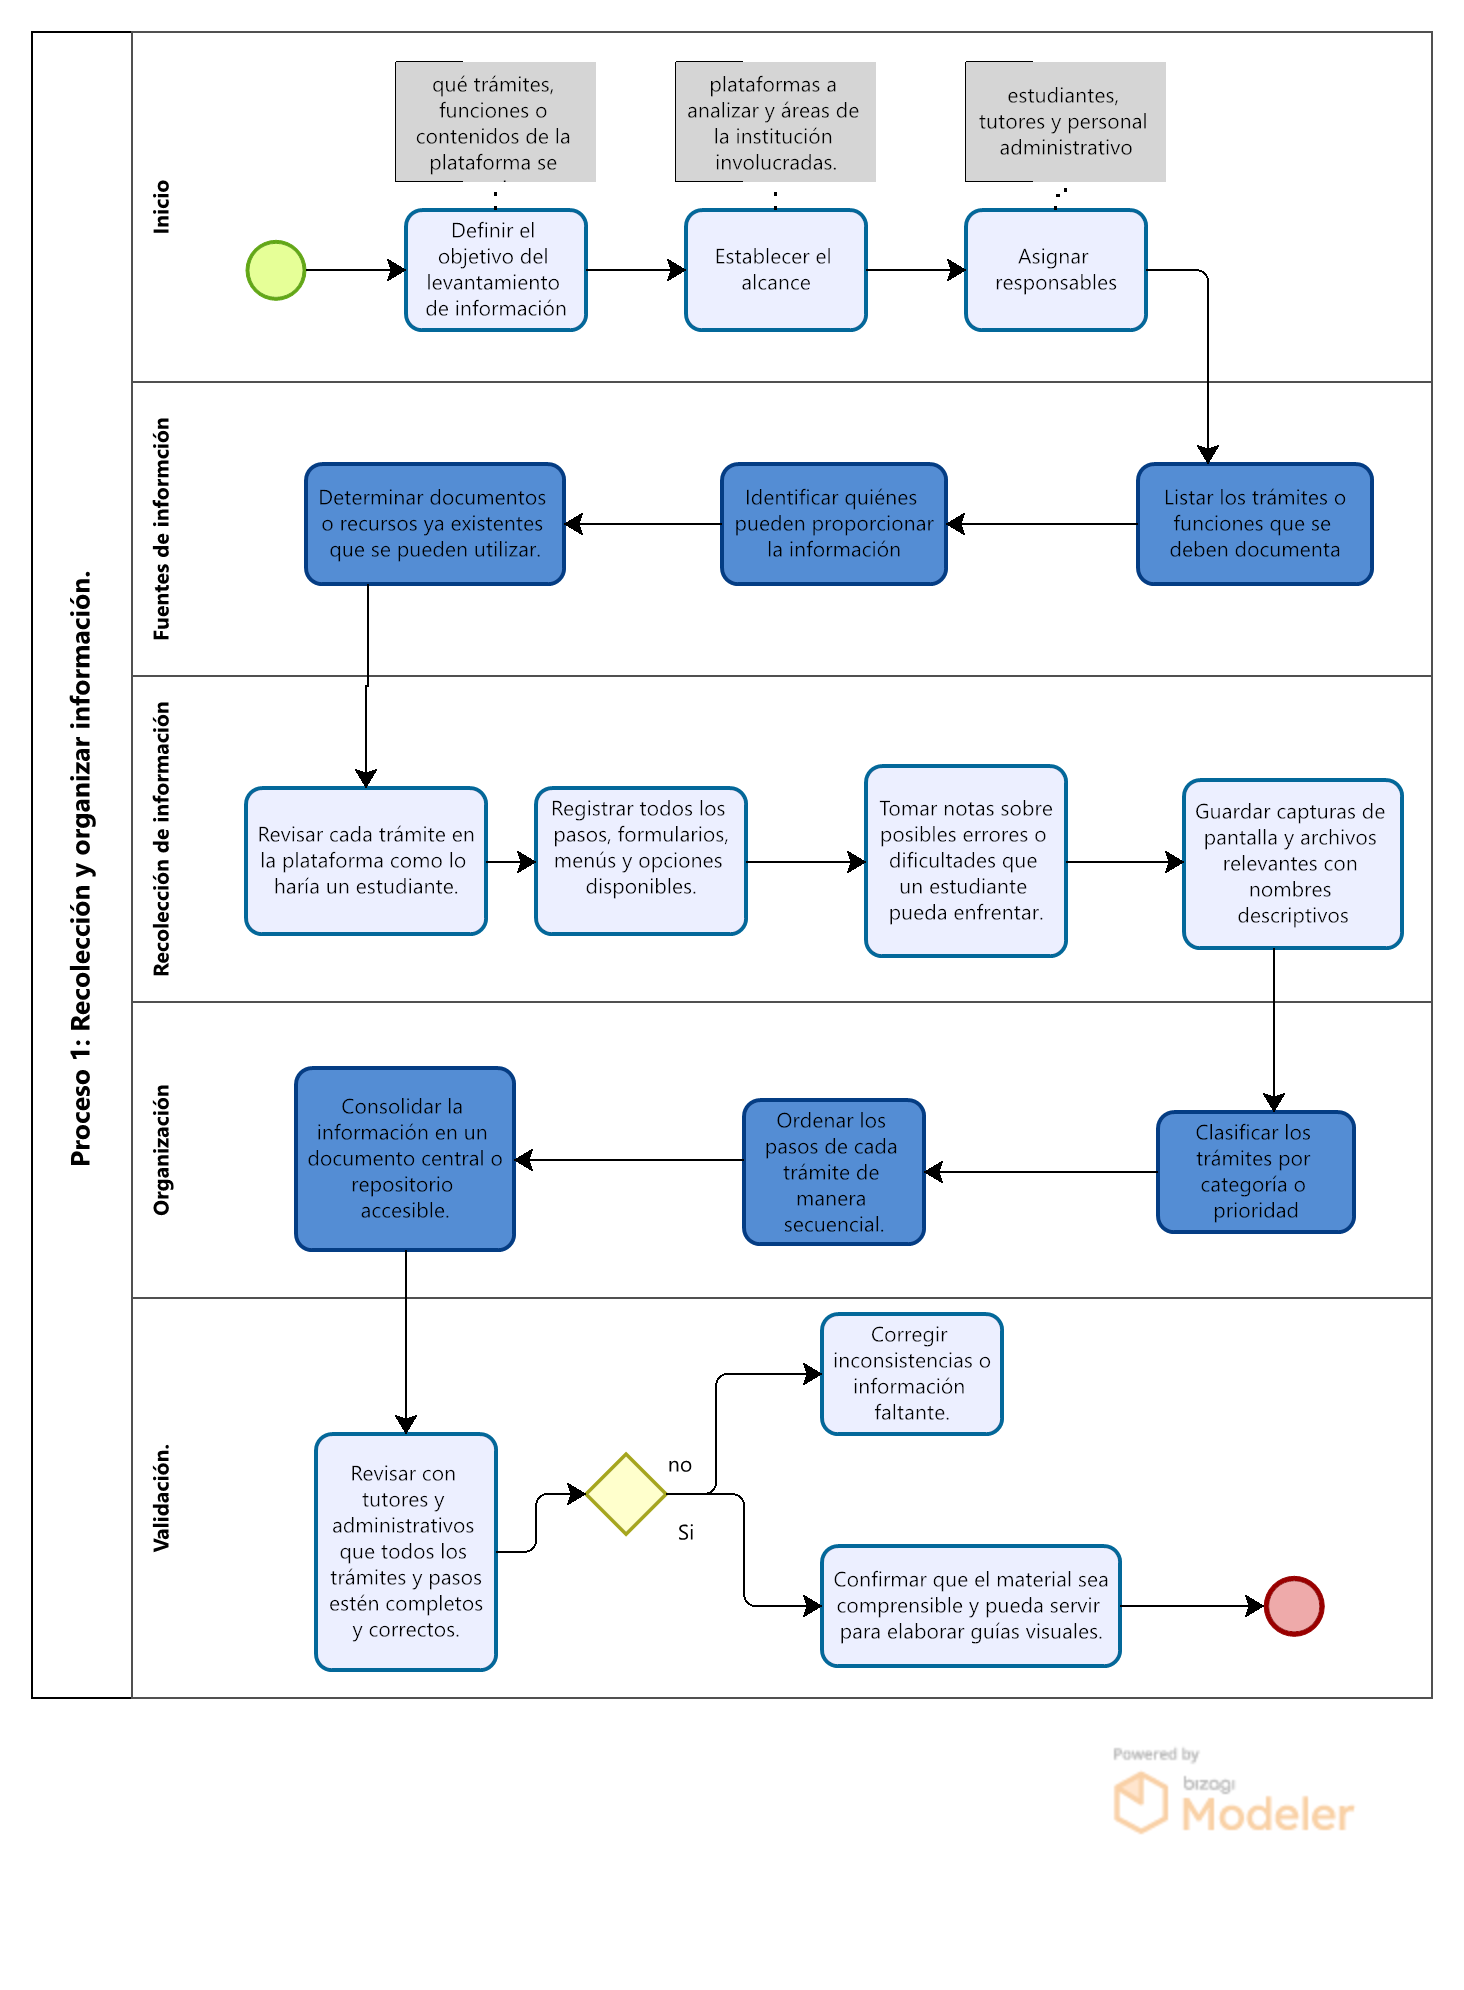 Proceso 1: Recolección y organizar información.
Inicio
qué trámites,
funciones o
contenidos de la
plataforma se
plataformas a
analizar y áreas de
la institución
involucradas.
estudiantes,
tutores y personal
administrativo
Definir el
objetivo del
levantamiento
de información
Establecer el
alcance
Asignar
responsables
Fuentes de informción
Determinar documentos
o recursos ya existentes
que se pueden utilizar.
Identificar quiénes
pueden proporcionar
la información
Listar los trámites o
funciones que se
deben documenta
Recolección de información
Revisar cada trámite en
la plataforma como lo
haría un estudiante.
Registrar todos los
pasos, formularios,
menús y opciones
disponibles.
Tomar notas sobre
posibles errores o
dificultades que
un estudiante
pueda enfrentar.
Guardar capturas de
pantalla y archivos
relevantes con
nombres
descriptivos
Organización
Consolidar la
información en un
documento central o
repositorio
accesible.
Ordenar los
pasos de cada
trámite de
manera
secuencial.
Clasificar los
trámites por
categoría o
prioridad
Validación.
Revisar con
tutores y
administrativos
que todos los
trámites y pasos
estén completos
y correctos.
no
Si
Corregir
inconsistencias o
información
faltante.
Confirmar que el material sea
comprensible y pueda servir
para elaborar guías visuales.
Powered by
bizagi
Modeler